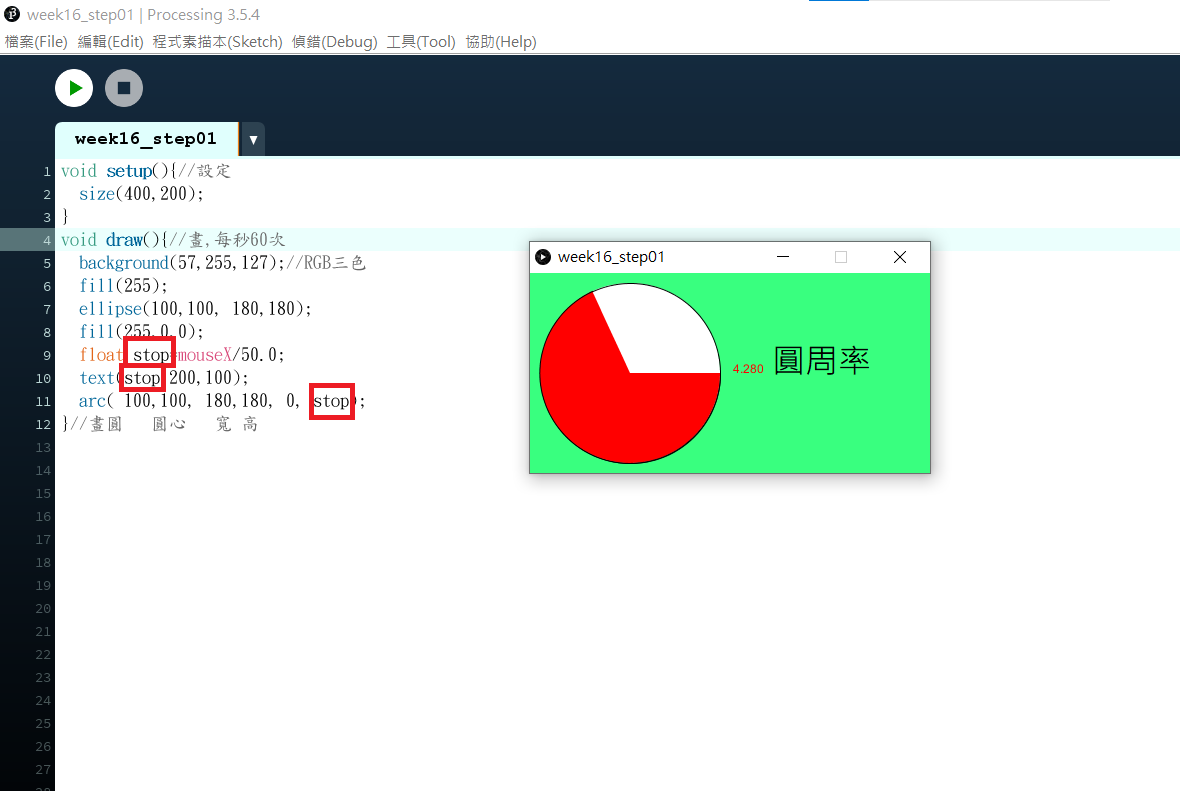 week16_step01 | Processing 3.5.4
檔案(File) 編輯(Edit) 程式素描本(Sketch) 偵錯(Debug) 工具(Tool) 協助(Help)
week16_step01
1 void setup(){//設定
2 size(400,200);
3 }
4 void draw(){//畫,每秒60次
5 background(57,255,127);//RGB三色
6 fill(255);
7 ellipse(100,100, 180,180);
8 fill(255,0,0);
9 float stop=mouseX/50.0;
10 text(stop,200,100);
11 arc( 100,100, 180,180, 0, stop);
12 }//畫圓 圓心 寬 高
13
14
15
16
17
18
19
20
21
22
23
24
25
26
27
28
week16_step01
4.280 圓周率